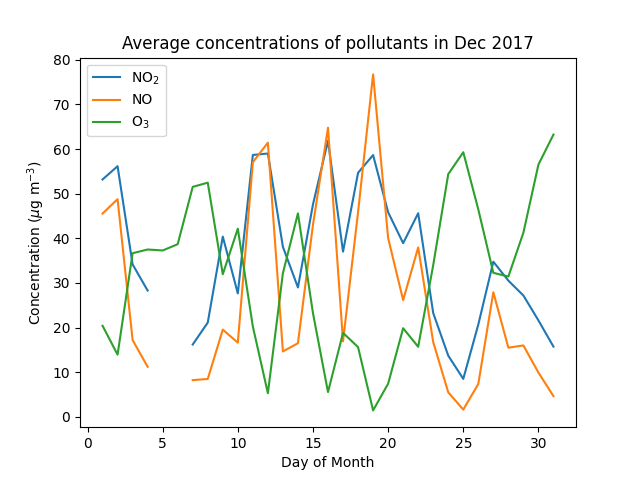 Average concentrations of pollutants in Dec 2017
NO₂
NO
O₃
Concentration (μg m⁻³)
80
70
60
50
40
30
20
10
0
0 5 10 15 20 25 30
Day of Month